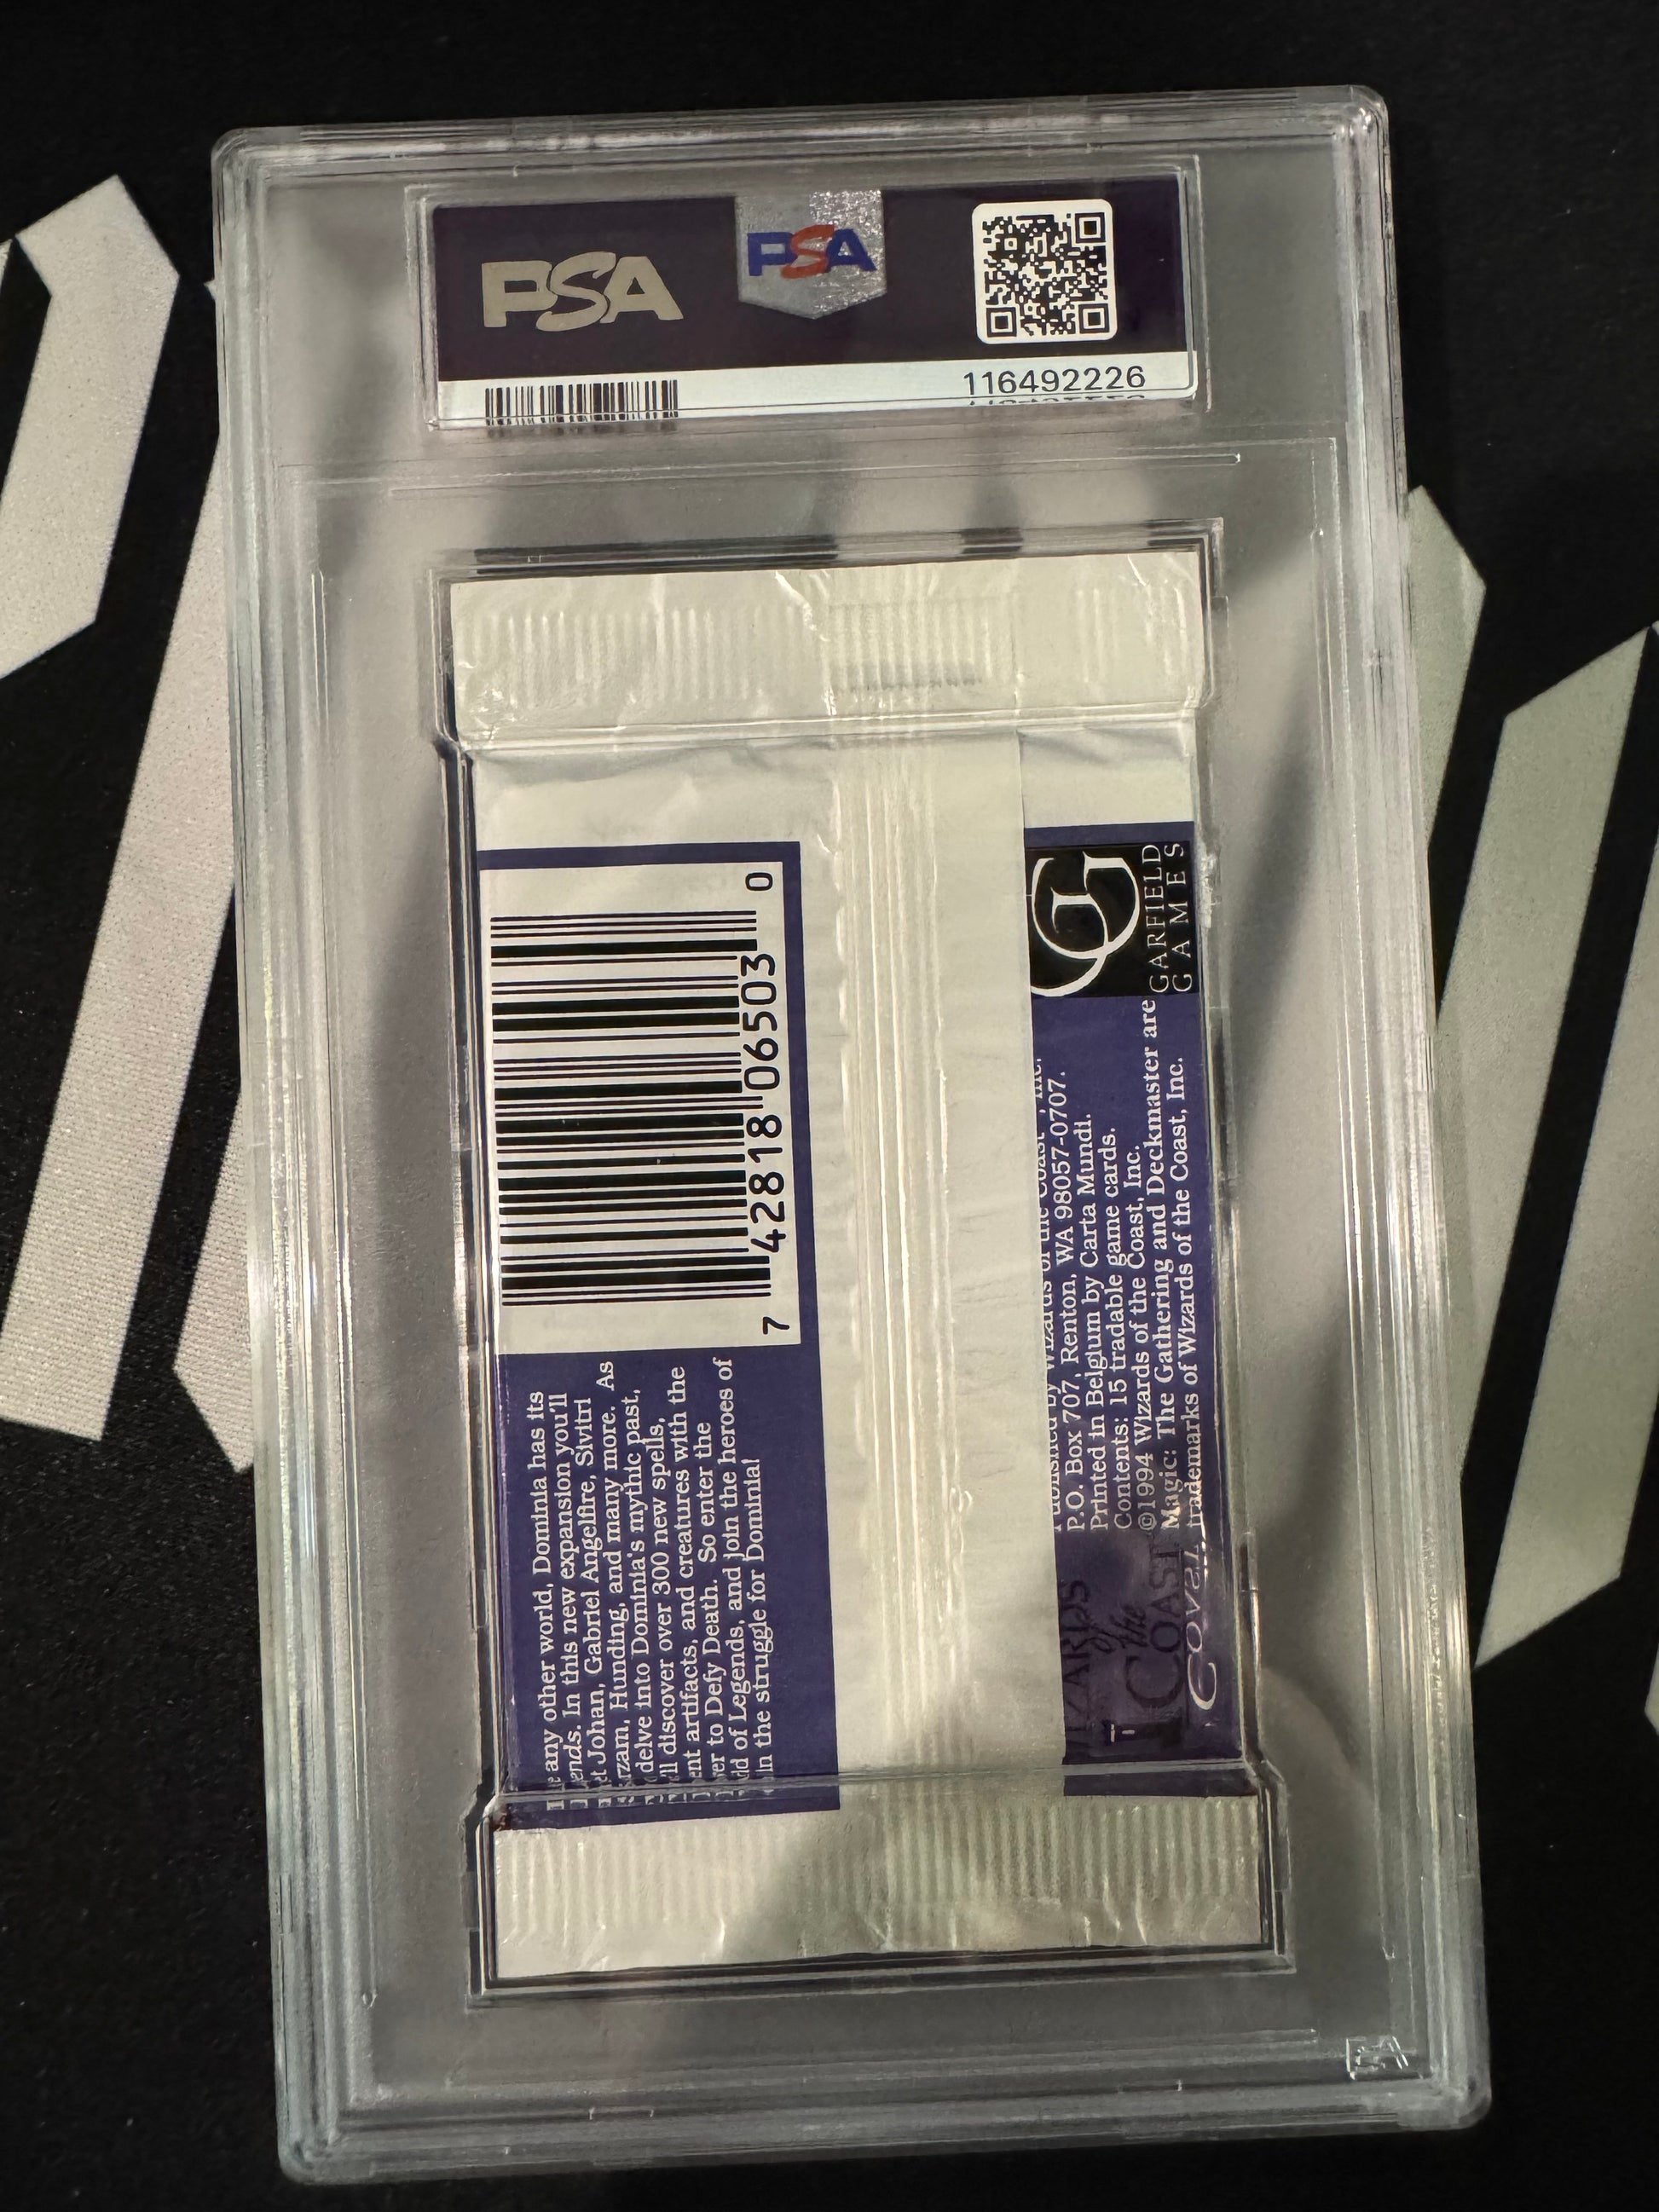 PSA
PSA
116492226
7 42818 06503 0
any other world, Dominia has its
In this new expansion you'll
Johan, Gabriel Angelfire, Sivitri
Hunding, and many more. As
delve into Dominia's mythic past,
discover over 300 new spells,
artifacts, and creatures with the
to Defy Death. So enter the
of Legends, and join the heroes of
in the struggle for Dominia!
GARFIELD
GAMES
P.O. Box 707, Renton, WA 98057-0707.
Printed in Belgium by Carta Mundi.
Contents: 15 tradable game cards.
©1994 Wizards of the Coast, Inc.
Magic: The Gathering and Deckmaster are
trademarks of Wizards of the Coast, Inc.
the
COAST